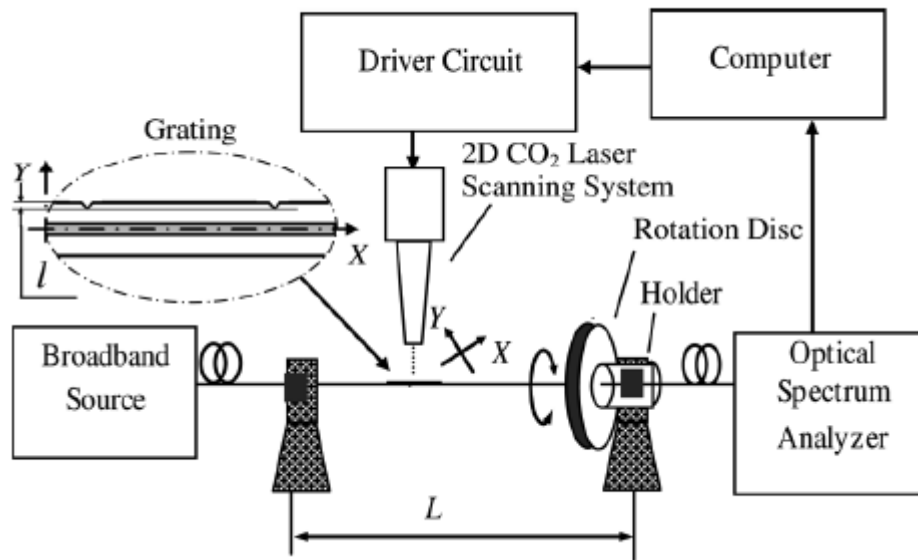 Driver Circuit
Computer
Grating
2D CO₂ Laser
Scanning System
Y
X
l
Rotation Disc
Holder
Y
X
Broadband
Source
Optical
Spectrum
Analyzer
L